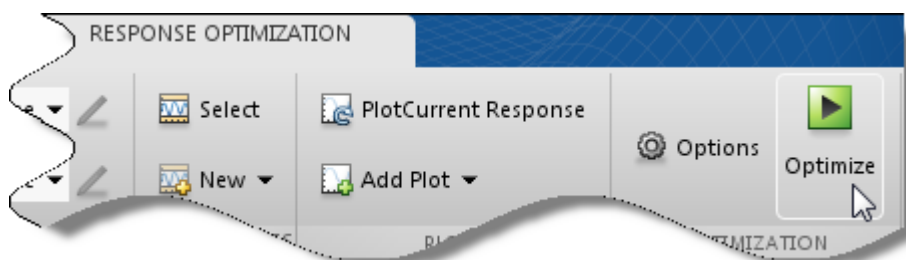 RESPONSE OPTIMIZATION
Select
PlotCurrent Response
Options
Optimize
New
Add Plot